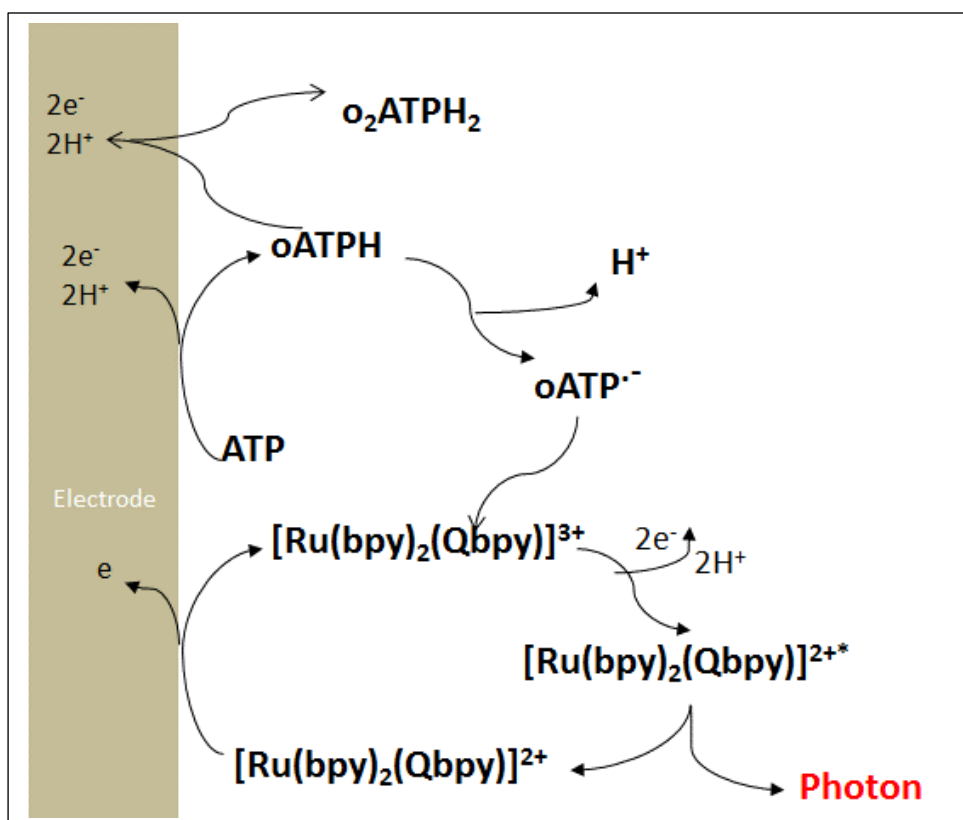 2e⁻
2H⁺
o₂ATPH₂
oATPH
2e⁻
2H⁺
H⁺
oATP·⁻
ATP
Electrode
[Ru(bpy)₂(Qbpy)]³⁺
2e⁻
2H⁺
e
[Ru(bpy)₂(Qbpy)]²⁺*
[Ru(bpy)₂(Qbpy)]²⁺
Photon